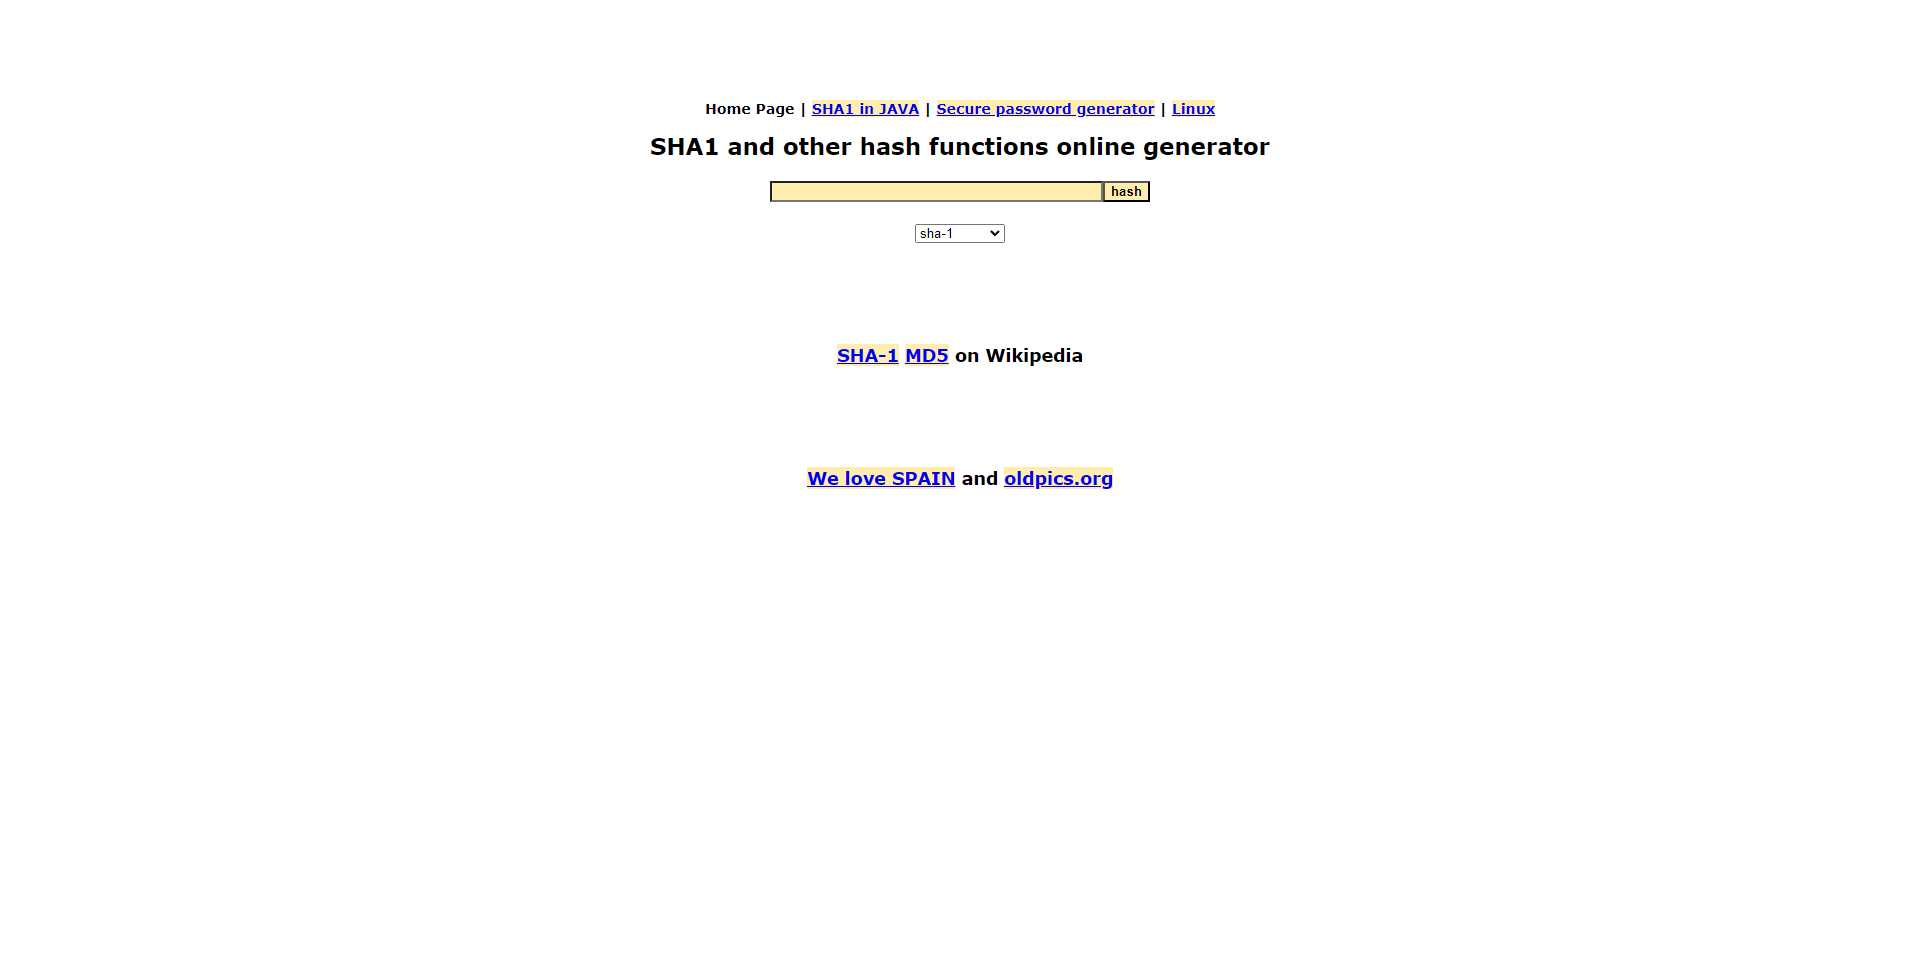 Home Page | SHA1 in JAVA | Secure password generator | Linux
SHA1 and other hash functions online generator
hash
sha-1
SHA-1 MD5 on Wikipedia
We love SPAIN and oldpics.org